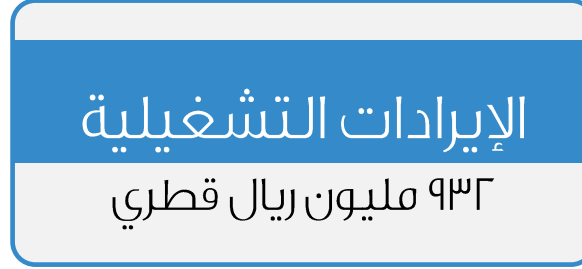 الإيرادات التشغيلية
٩٣٢ مليون ريال قطري